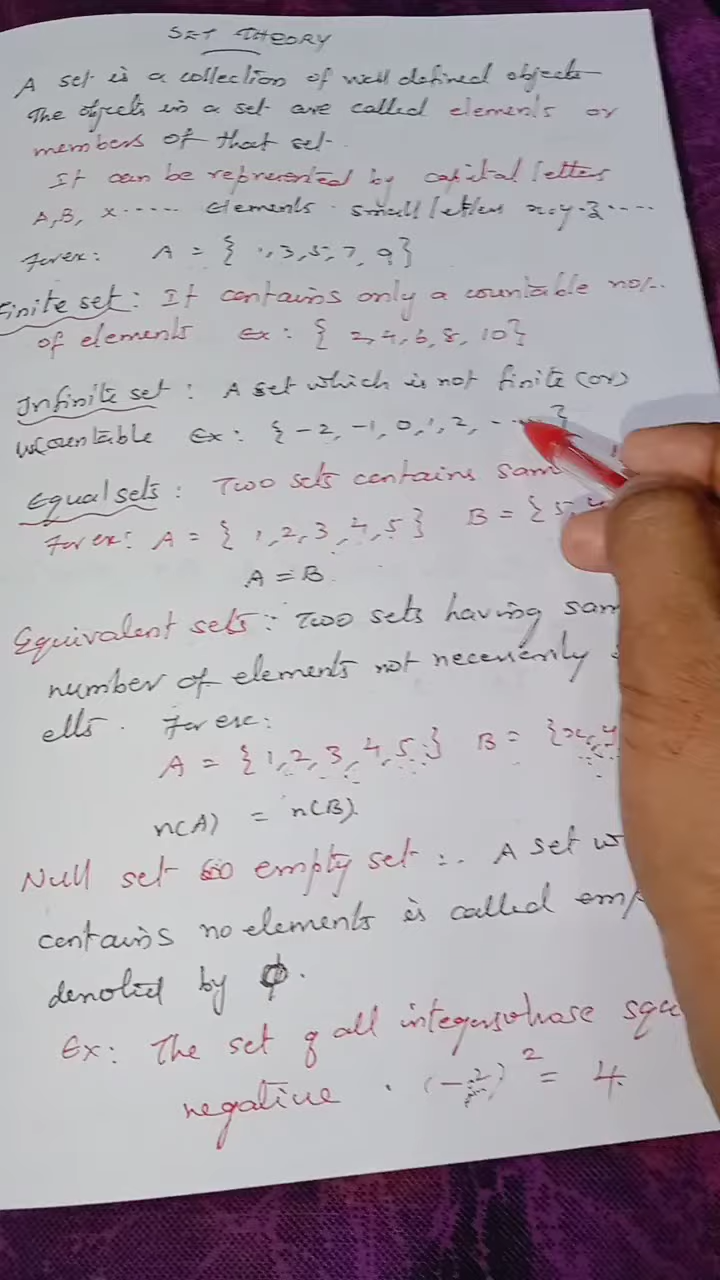 SET THEORY
A set is a collection of well defined objects
The objects in a set are called elements or
members of that set.
It can be represented by capital letters
A, B, X ..... Elements. small letters x, y, z ....
For ex: A = { 1, 3, 5, 7, 9}
Finite set: It contains only a countable no/..
of elements Ex: { 2, 4, 6, 8, 10}
Infinite set: A set which is not finite (or)
Ex: {-2, -1, 0, 1, 2, - ... }
Equal sets: Two sets contains sam
For ex: A = { 1, 2, 3, 4, 5} B = {5, 4
A = B.
Equivalent sets: Two sets having sam
number of elements not necessarily
ells. For ex:
A = {1, 2, 3, 4, 5} B = {x, y
n(A) = n(B).
Null set empty set :. A set w
contains no elements is called emp
denoted by ϕ.
Ex: The set of all integers whose squa
negative. (-2)² = 4.